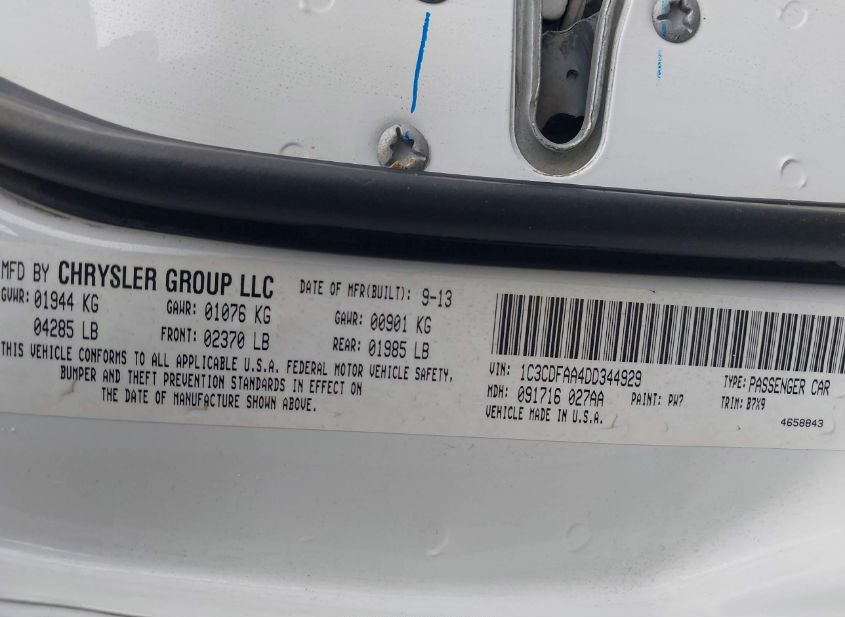 MFD BY CHRYSLER GROUP LLC DATE OF MFR(BUILT): 9-13
GVWR: 01944 KG GAWR: 01076 KG GAWR: 00901 KG
04285 LB FRONT: 02370 LB REAR: 01985 LB
THIS VEHICLE CONFORMS TO ALL APPLICABLE U.S.A. FEDERAL MOTOR VEHICLE SAFETY,
BUMPER AND THEFT PREVENTION STANDARDS IN EFFECT ON
THE DATE OF MANUFACTURE SHOWN ABOVE.
VIN: 1C3CDFAA4DD344929 TYPE: PASSENGER CAR
MDH: 091716 027AA PAINT: PW7 TRIM: B7X9
VEHICLE MADE IN U.S.A. 4658843